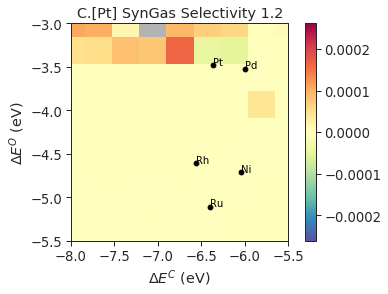 C.[Pt] SynGas Selectivity 1.2
−3.0
−3.5
−4.0
−4.5
−5.0
−5.5
ΔE^O (eV)
Pt
Pd
Rh
Ni
Ru
−8.0 −7.5 −7.0 −6.5 −6.0 −5.5
ΔE^C (eV)
0.0002
0.0001
0.0000
−0.0001
−0.0002